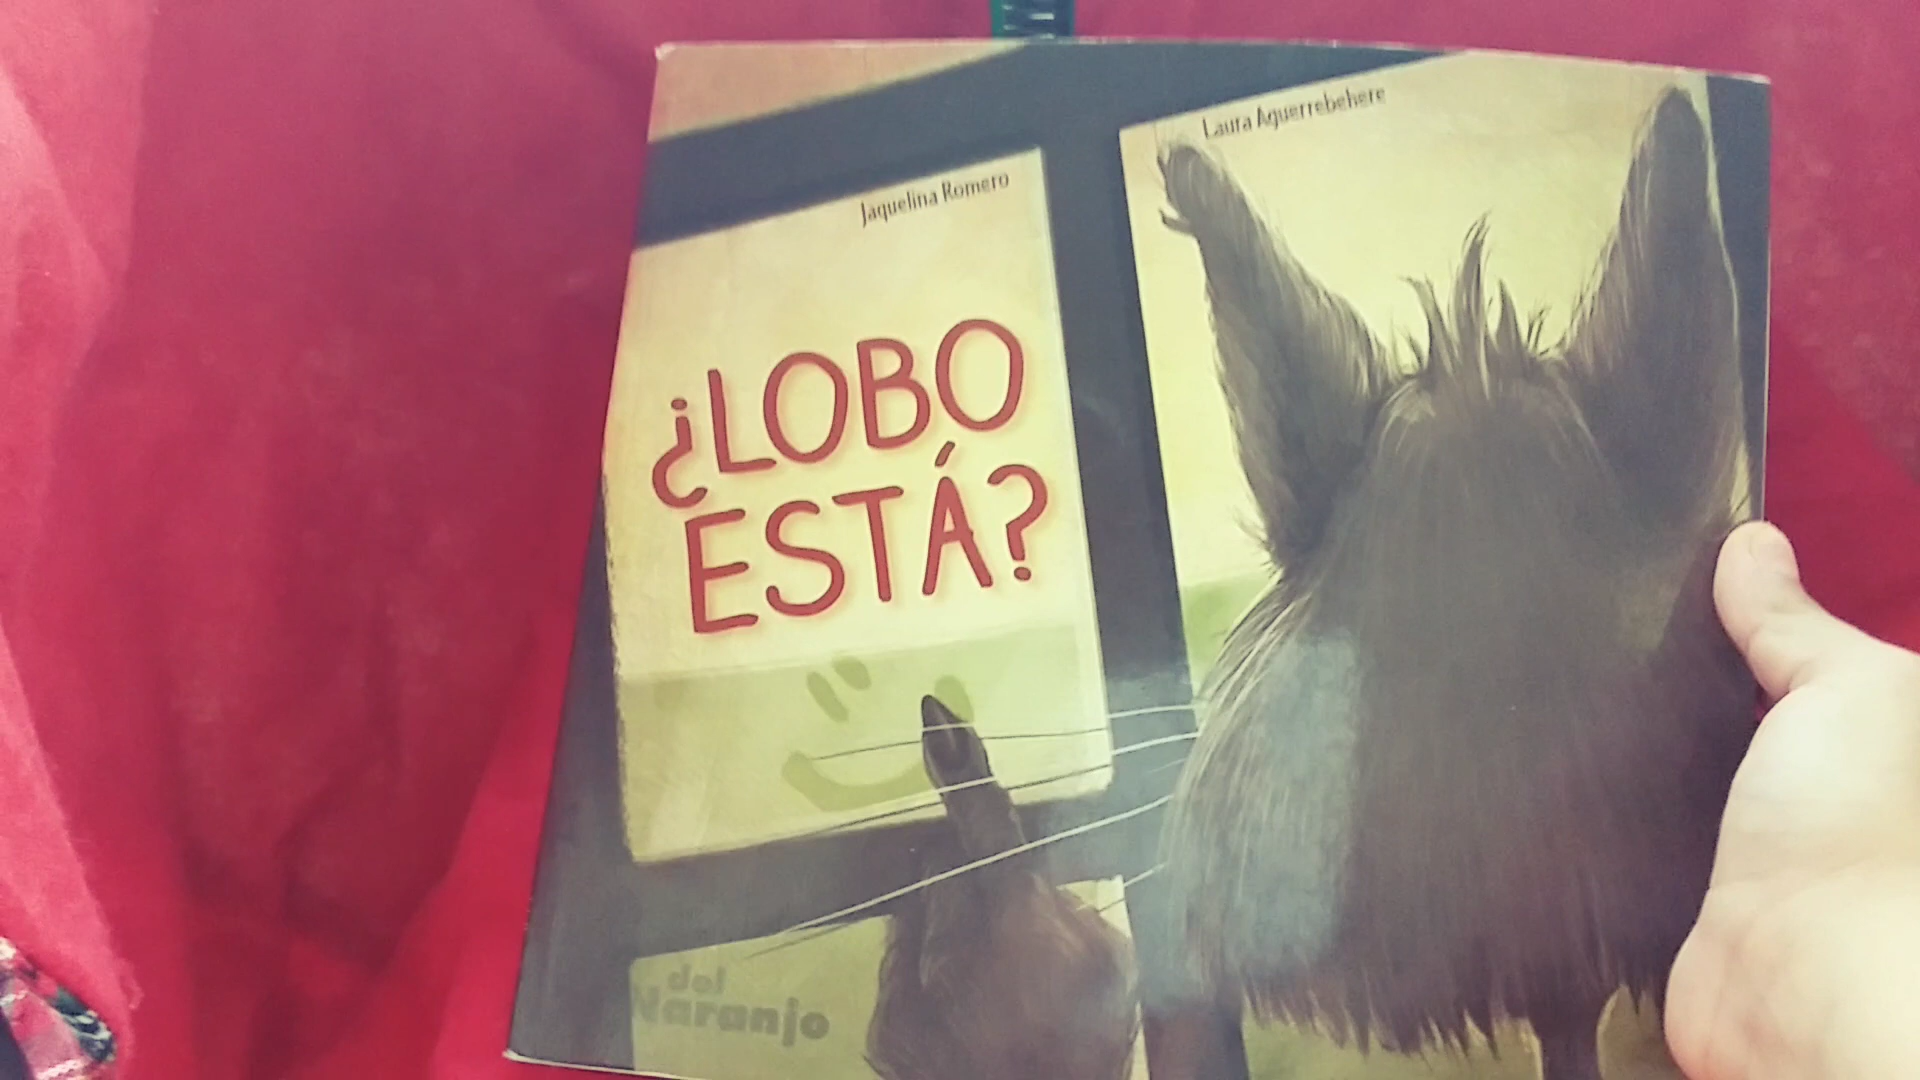 Jaquelina Romero
Laura Aguerrebehere
¿LOBO
ESTÁ?
del
Naranjo